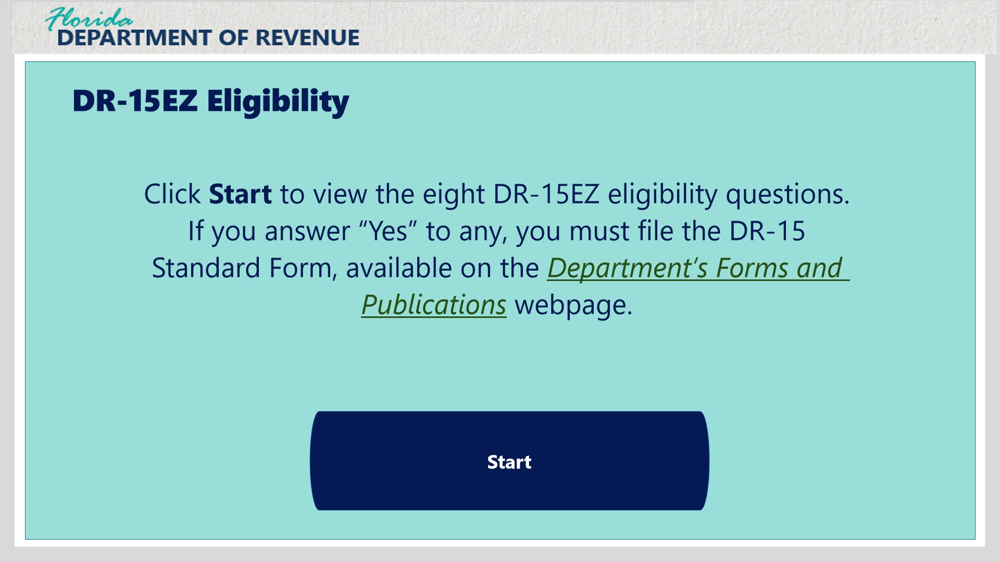 Florida
DEPARTMENT OF REVENUE
DR-15EZ Eligibility
Click Start to view the eight DR-15EZ eligibility questions.
If you answer “Yes” to any, you must file the DR-15
Standard Form, available on the Department’s Forms and
Publications webpage.
Start